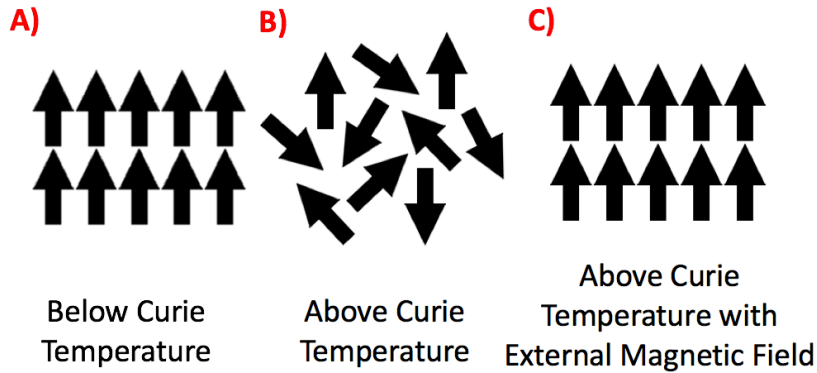 A)
B)
C)
Below Curie
Temperature
Above Curie
Temperature
Above Curie
Temperature with
External Magnetic Field